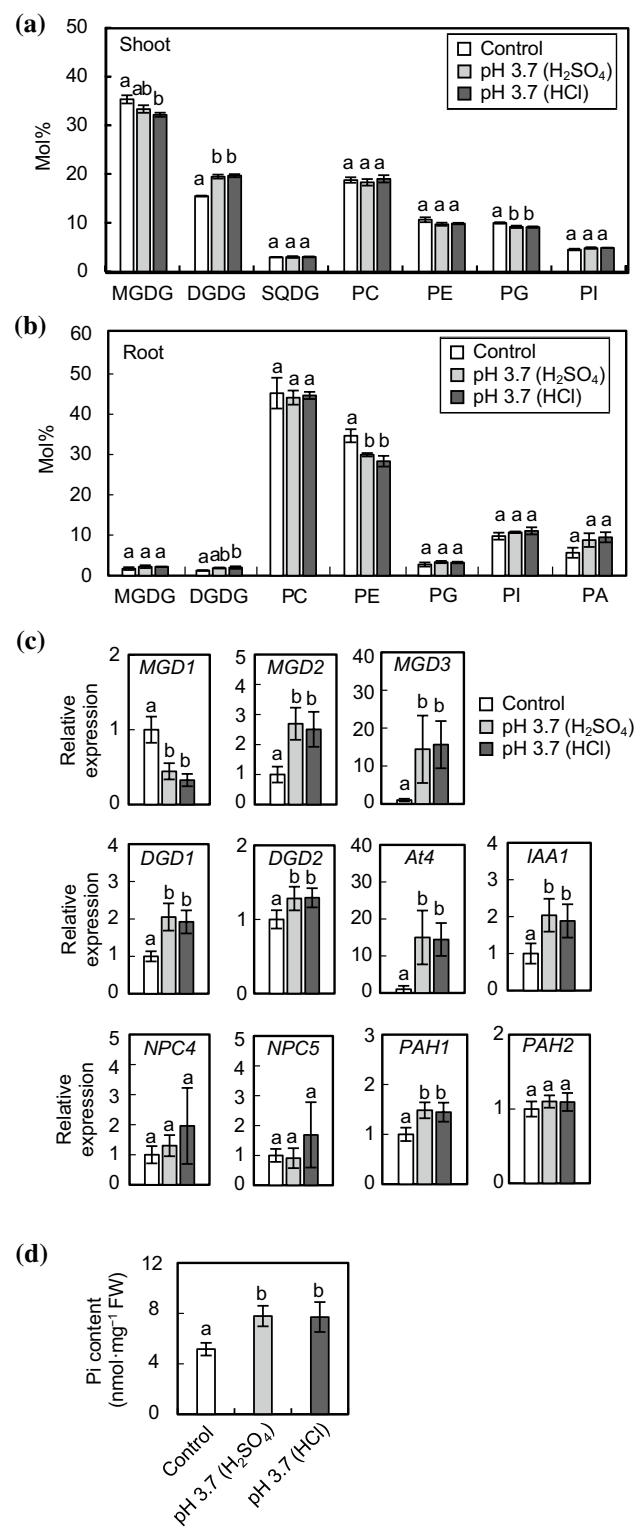 (a)
50
40
30
20
10
0
Mol%
Shoot
Control
pH 3.7 (H₂SO₄)
pH 3.7 (HCl)
a ab b
a b b
a a a
a a a
a a a
a b b
a a a
MGDG DGDG SQDG PC PE PG PI
(b)
60
50
40
30
20
10
0
Mol%
Root
Control
pH 3.7 (H₂SO₄)
pH 3.7 (HCl)
a a a
a ab b
a a a
a b b
a a a
a a a
a a a
MGDG DGDG PC PE PG PI PA
(c)
Relative
expression
2
1
0
MGD1
a b b
5
4
3
2
1
0
MGD2
a b b
40
30
20
10
0
MGD3
a b b
Control
pH 3.7 (H₂SO₄)
pH 3.7 (HCl)
Relative
expression
4
3
2
1
0
DGD1
a b b
2
1
0
DGD2
a b b
40
30
20
10
0
At4
a b b
4
3
2
1
0
IAA1
a b b
Relative
expression
5
4
3
2
1
0
NPC4
a a a
5
4
3
2
1
0
NPC5
a a a
3
2
1
0
PAH1
a b b
2
1
0
PAH2
a a a
(d)
Pi content
(nmol·mg⁻¹ FW)
12
8
4
0
a b b
Control
pH 3.7 (H₂SO₄)
pH 3.7 (HCl)